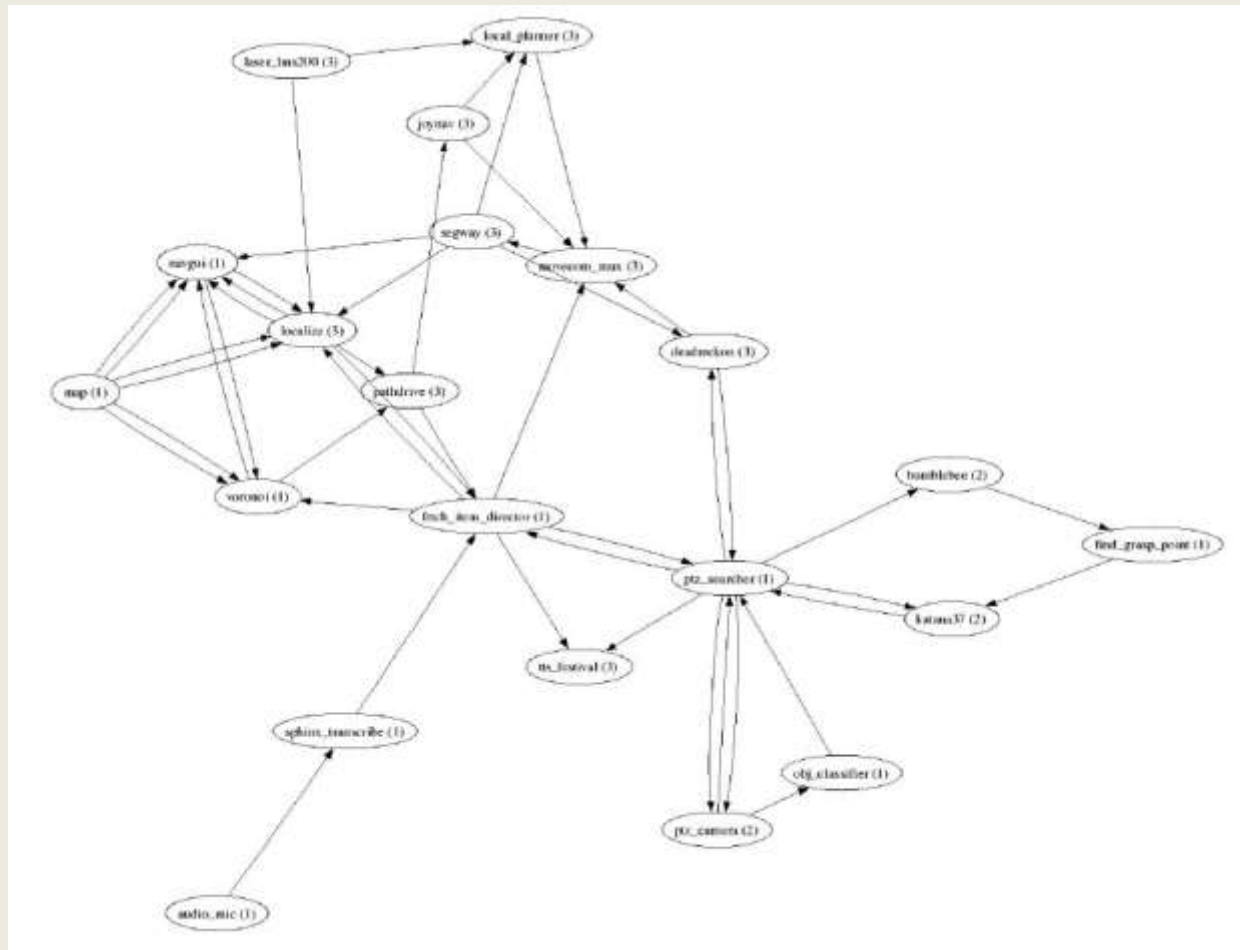 local_planner (3)
laser_lms200 (3)
joynav (3)
segway (3)
navgui (1)
movecom_mux (3)
localize (3)
deadreckon (3)
map (1)
pathdrive (3)
bumblebee (2)
voronoi (1)
fetch_item_director (1)
find_grasp_point (1)
ptz_searcher (1)
katana37 (2)
tts_festival (3)
sphinx_transcribe (1)
obj_classifier (1)
ptz_camera (2)
audio_mic (1)